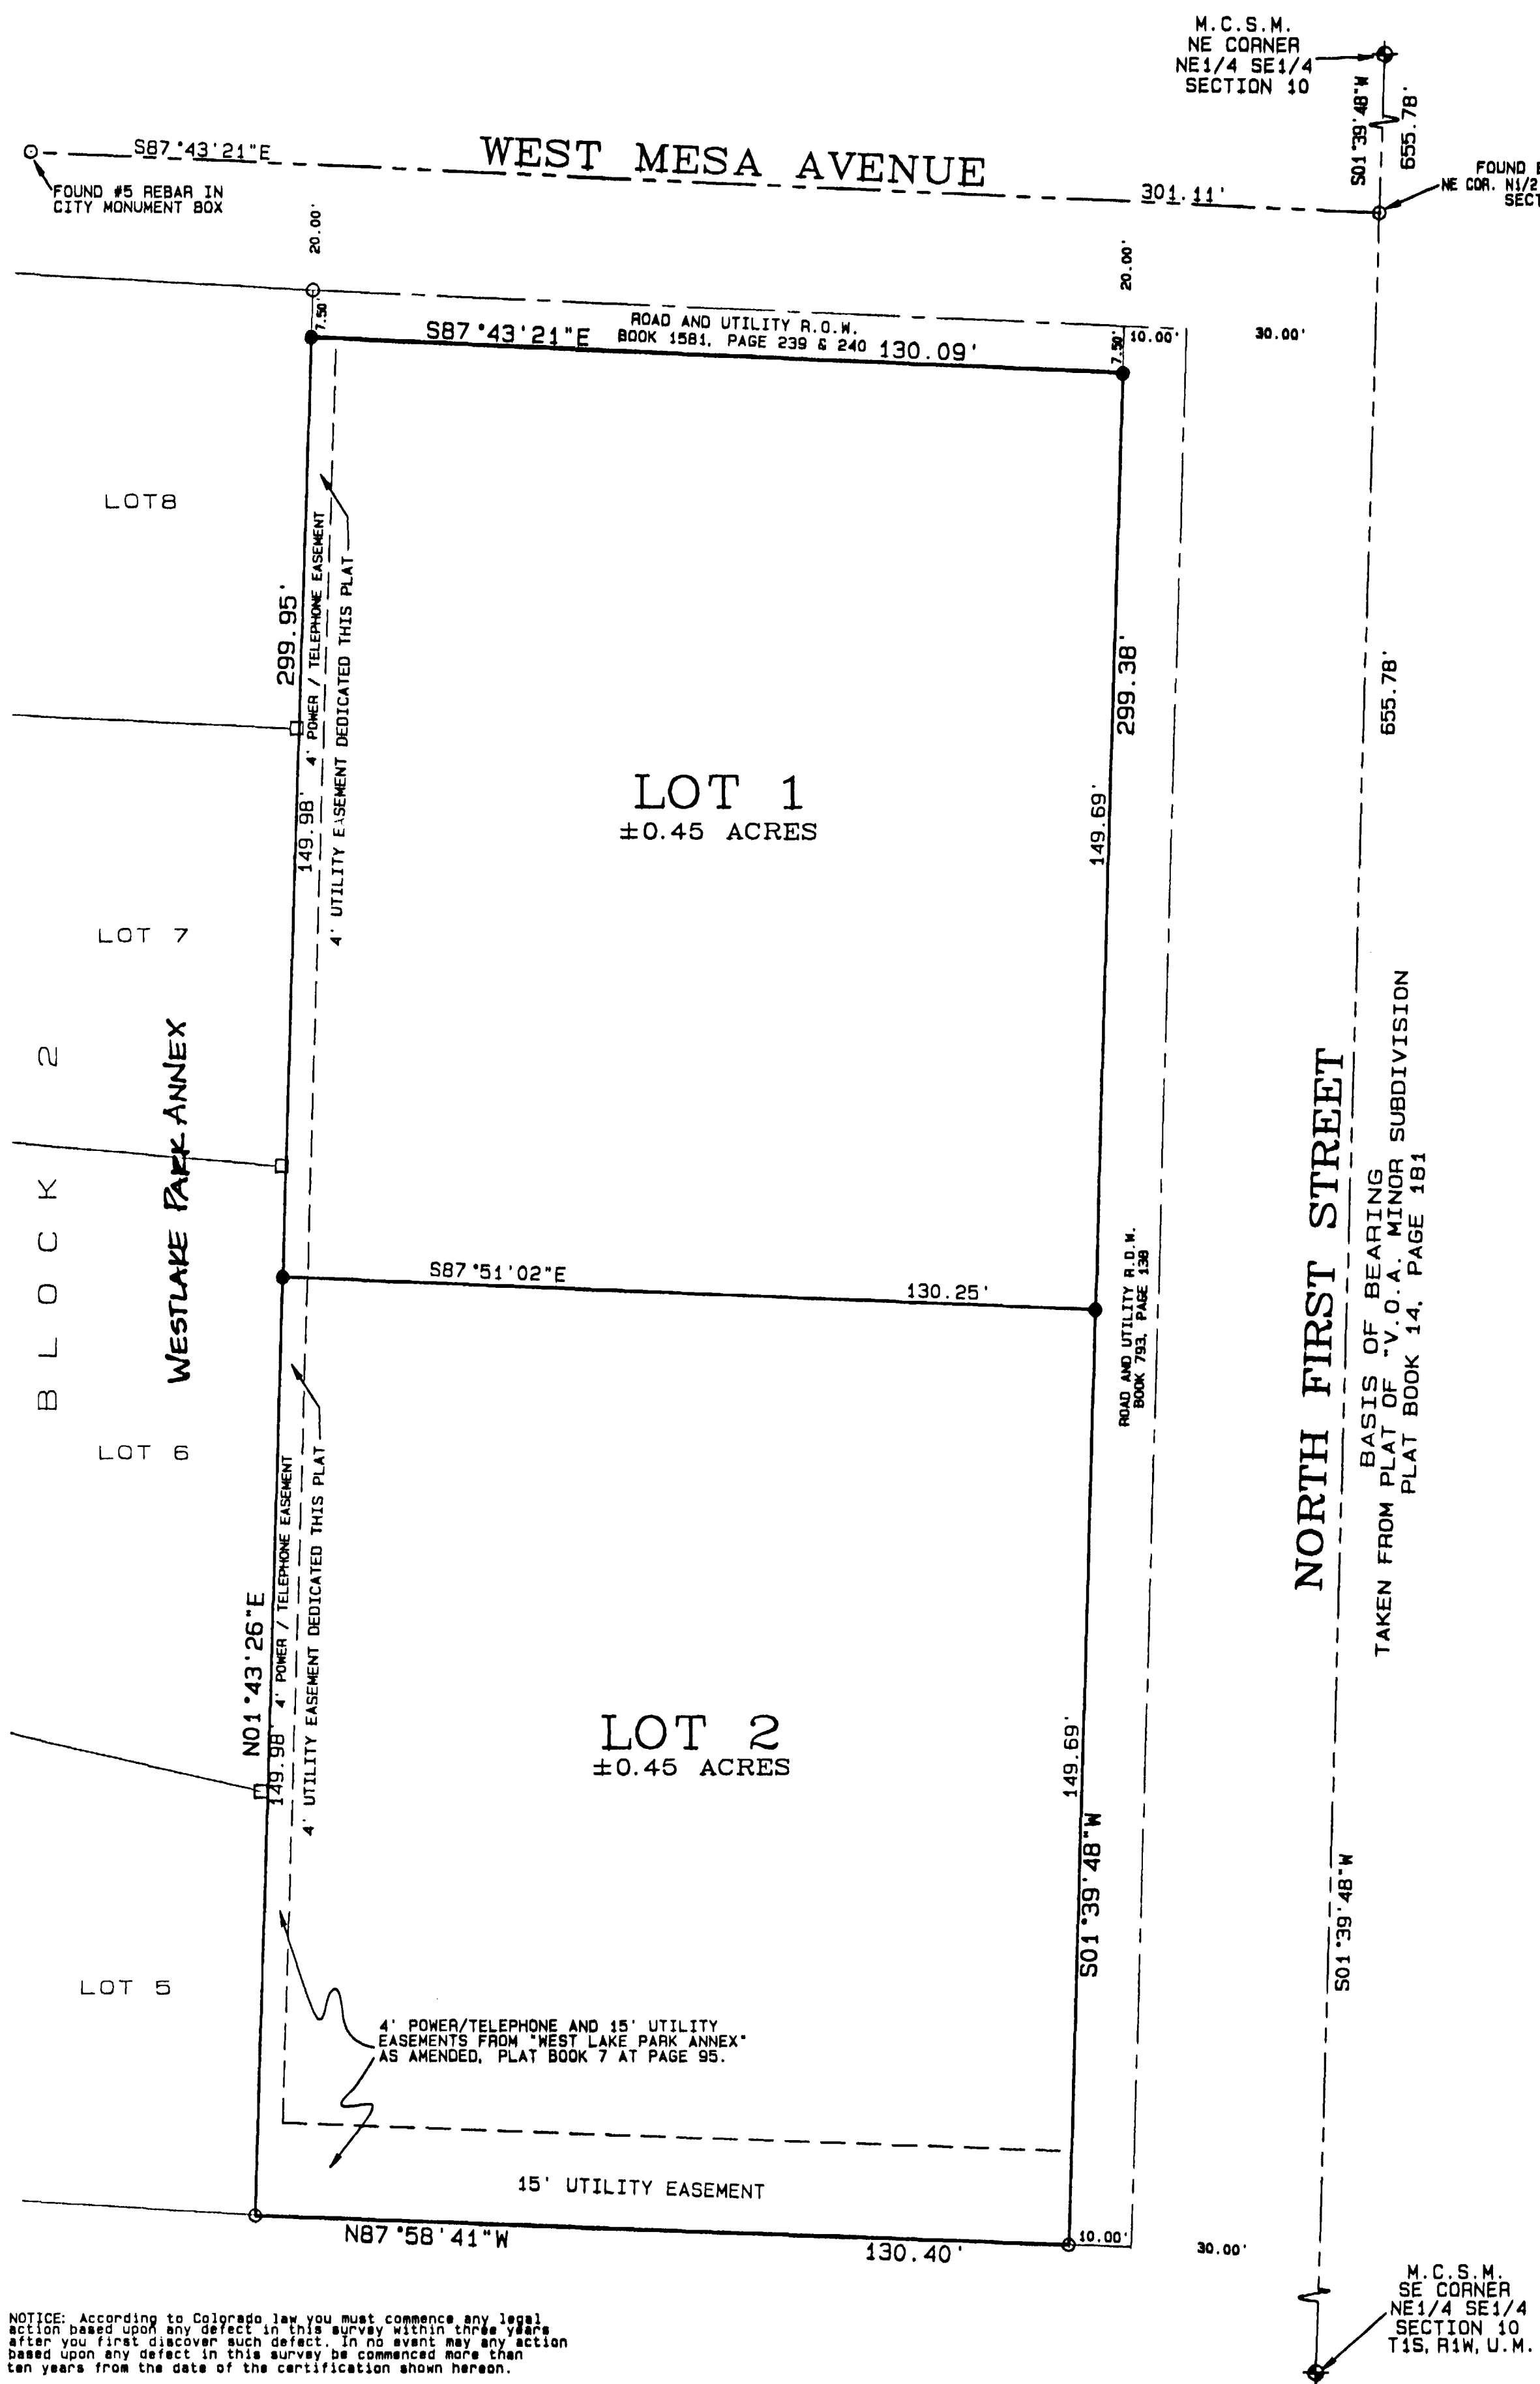 M.C.S.M.
NE CORNER
NE1/4 SE1/4
SECTION 10
S01°39'48"W
655.78'
S87°43'21"E
WEST MESA AVENUE
301.11'
FOUND #5 REBAR IN
CITY MONUMENT BOX
FOUND
NE COR. N1/2
20.00'
20.00'
7.50'
S87°43'21"E
ROAD AND UTILITY R.O.W.
BOOK 1581, PAGE 239 & 240
130.09'
7.50'
10.00'
30.00'
LOT8
299.95'
4' POWER / TELEPHONE EASEMENT
4' UTILITY EASEMENT DEDICATED THIS PLAT
299.38'
655.78'
149.98'
LOT 1
±0.45 ACRES
149.69'
LOT 7
BLOCK 2
WESTLAKE PARK ANNEX
S87°51'02"E
130.25'
ROAD AND UTILITY R.O.W.
BOOK 793, PAGE 138
NORTH FIRST STREET
BASIS OF BEARING
TAKEN FROM PLAT OF "V.O.A. MINOR SUBDIVISION
PLAT BOOK 14, PAGE 181
LOT 6
N01°43'26"E
149.98'
4' POWER / TELEPHONE EASEMENT
4' UTILITY EASEMENT DEDICATED THIS PLAT
LOT 2
±0.45 ACRES
149.69'
S01°39'48"W
S01°39'48"W
LOT 5
4' POWER/TELEPHONE AND 15' UTILITY
EASEMENTS FROM "WEST LAKE PARK ANNEX"
AS AMENDED, PLAT BOOK 7 AT PAGE 95.
15' UTILITY EASEMENT
N87°58'41"W
130.40'
10.00'
30.00'
M.C.S.M.
SE CORNER
NE1/4 SE1/4
SECTION 10
T1S, R1W, U.M.
NOTICE: According to Colorado law you must commence any legal
action based upon any defect in this survey within three years
after you first discover such defect. In no event may any action
based upon any defect in this survey be commenced more than
ten years from the date of the certification shown hereon.